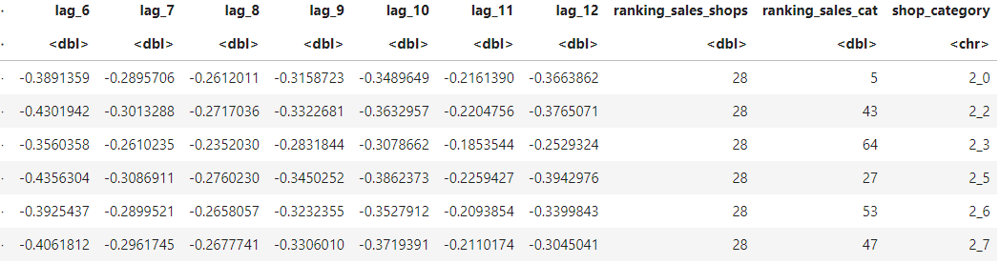 · lag_6 lag_7 lag_8 lag_9 lag_10 lag_11 lag_12 ranking_sales_shops ranking_sales_cat shop_category
· <dbl> <dbl> <dbl> <dbl> <dbl> <dbl> <dbl> <dbl> <dbl> <chr>
· -0.3891359 -0.2895706 -0.2612011 -0.3158723 -0.3489649 -0.2161390 -0.3663862 28 5 2_0
· -0.4301942 -0.3013288 -0.2717036 -0.3322681 -0.3632957 -0.2204756 -0.3765071 28 43 2_2
· -0.3560358 -0.2610235 -0.2352030 -0.2831844 -0.3078662 -0.1853544 -0.2529324 28 64 2_3
· -0.4356304 -0.3086911 -0.2760230 -0.3450252 -0.3862373 -0.2259427 -0.3942976 28 27 2_5
· -0.3925437 -0.2899521 -0.2658057 -0.3232355 -0.3527912 -0.2093854 -0.3399843 28 53 2_6
· -0.4061812 -0.2961745 -0.2677741 -0.3306010 -0.3719391 -0.2110174 -0.3045041 28 47 2_7